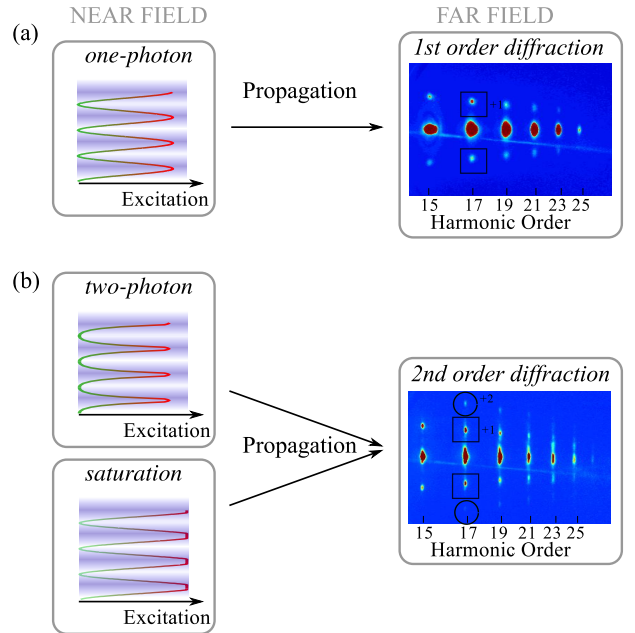 NEAR FIELD
FAR FIELD
(a)
one-photon
Excitation
Propagation
1st order diffraction
+1
15 17 19 21 23 25
Harmonic Order
(b)
two-photon
Excitation
saturation
Excitation
Propagation
2nd order diffraction
+2
+1
15 17 19 21 23 25
Harmonic Order